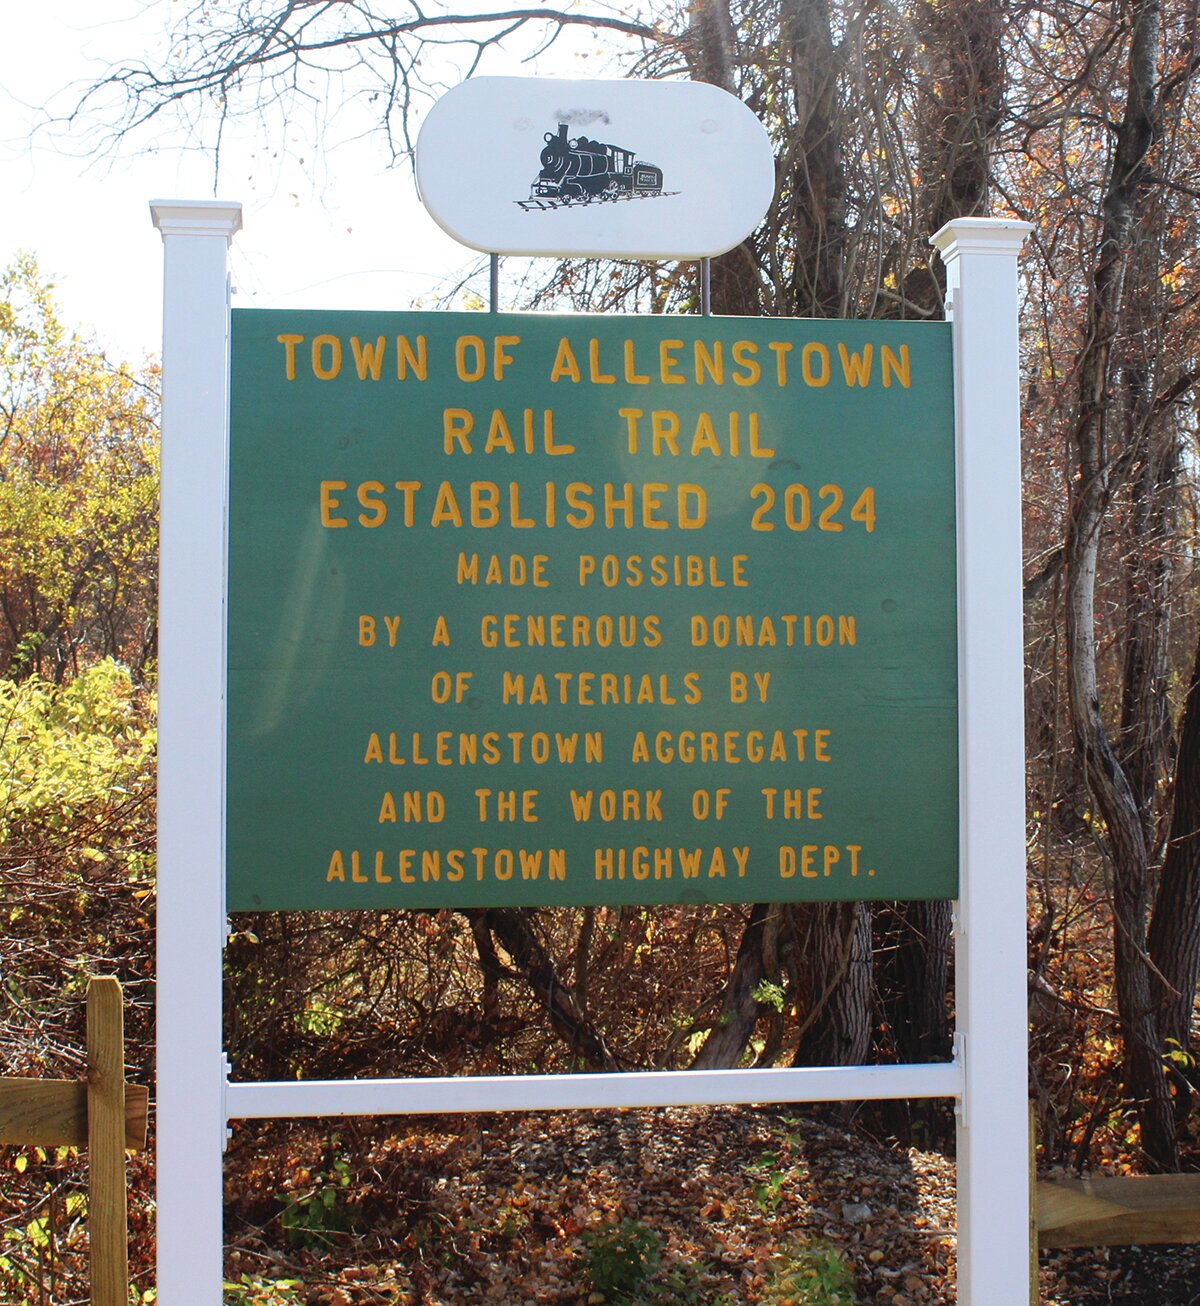 TOWN OF ALLENSTOWN
RAIL TRAIL
ESTABLISHED 2024
MADE POSSIBLE
BY A GENEROUS DONATION
OF MATERIALS BY
ALLENSTOWN AGGREGATE
AND THE WORK OF THE
ALLENSTOWN HIGHWAY DEPT.